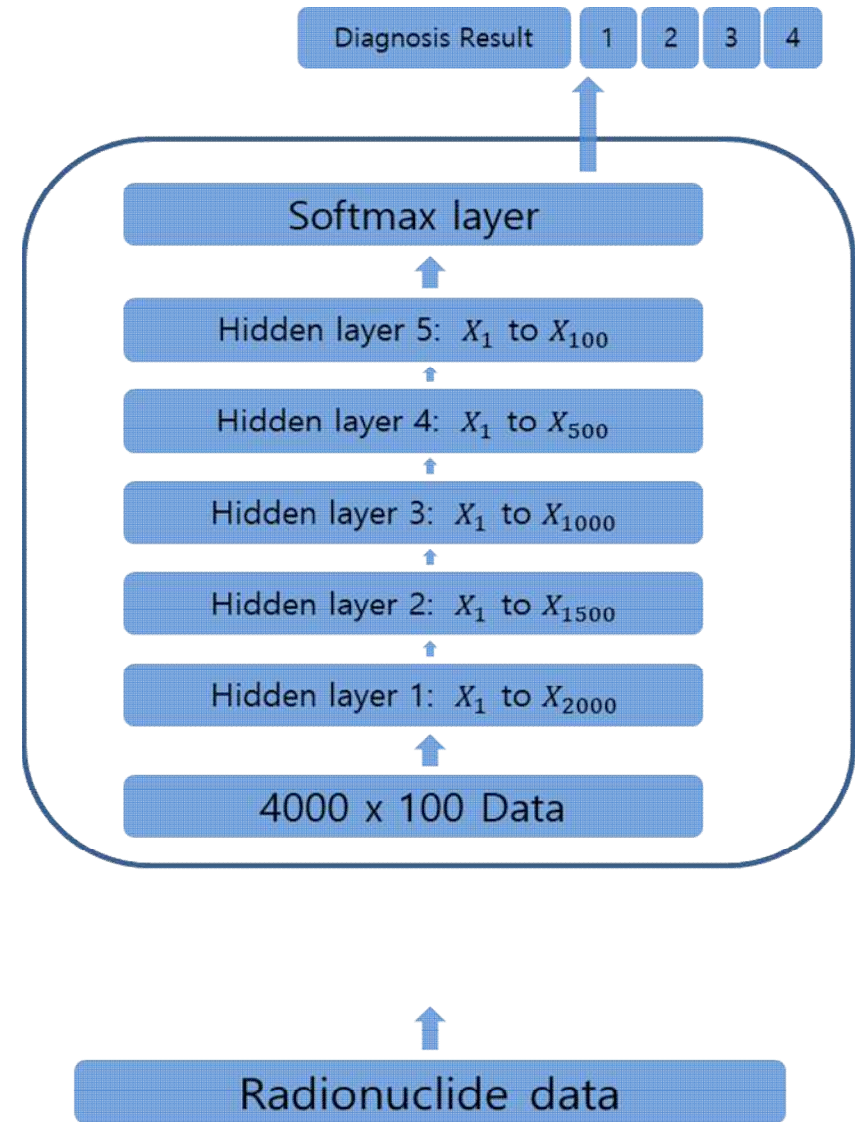 Diagnosis Result 1 2 3 4
Softmax layer
Hidden layer 5: X₁ to X₁₀₀
Hidden layer 4: X₁ to X₅₀₀
Hidden layer 3: X₁ to X₁₀₀₀
Hidden layer 2: X₁ to X₁₅₀₀
Hidden layer 1: X₁ to X₂₀₀₀
4000 x 100 Data
Radionuclide data